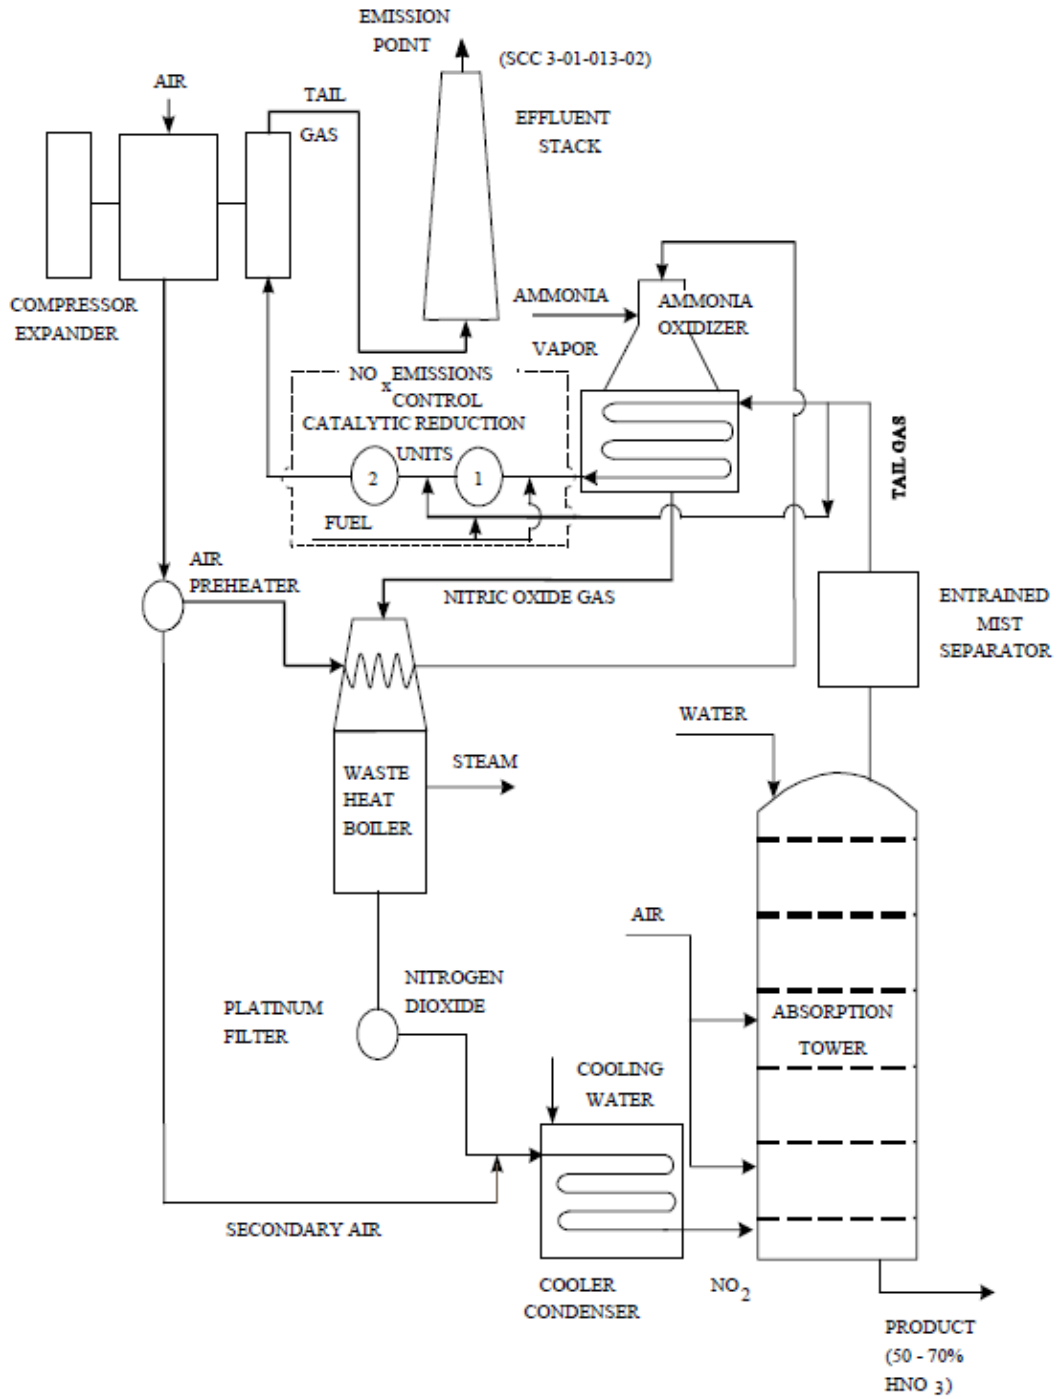 EMISSION
POINT
(SCC 3-01-013-02)
AIR
TAIL
GAS
EFFLUENT
STACK
COMPRESSOR
EXPANDER
AMMONIA
VAPOR
AMMONIA
OXIDIZER
NOx EMISSIONS
CONTROL
CATALYTIC REDUCTION
UNITS
2
1
FUEL
TAIL GAS
AIR
PREHEATER
NITRIC OXIDE GAS
ENTRAINED
MIST
SEPARATOR
WATER
STEAM
WASTE
HEAT
BOILER
AIR
NITROGEN
DIOXIDE
PLATINUM
FILTER
ABSORPTION
TOWER
COOLING
WATER
SECONDARY AIR
COOLER
CONDENSER
NO2
PRODUCT
(50 - 70%
HNO 3)